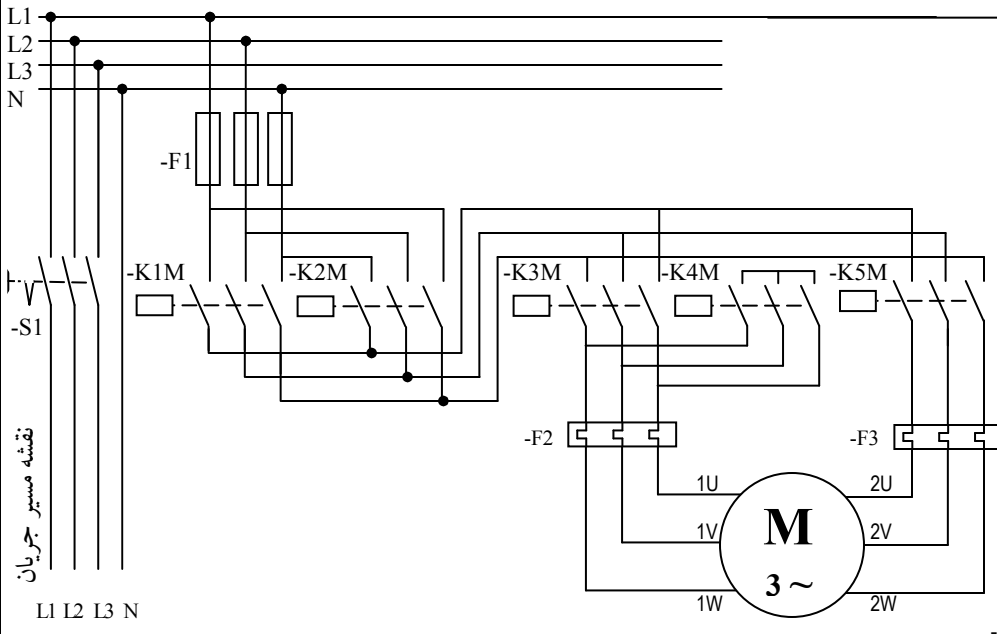 L1
L2
L3
N
-F1
-K1M
-K2M
-K3M
-K4M
-K5M
-S1
-F2
-F3
نقشه مسیر جریان
1U
2U
M
1V
2V
3 ~
1W
2W
L1 L2 L3 N